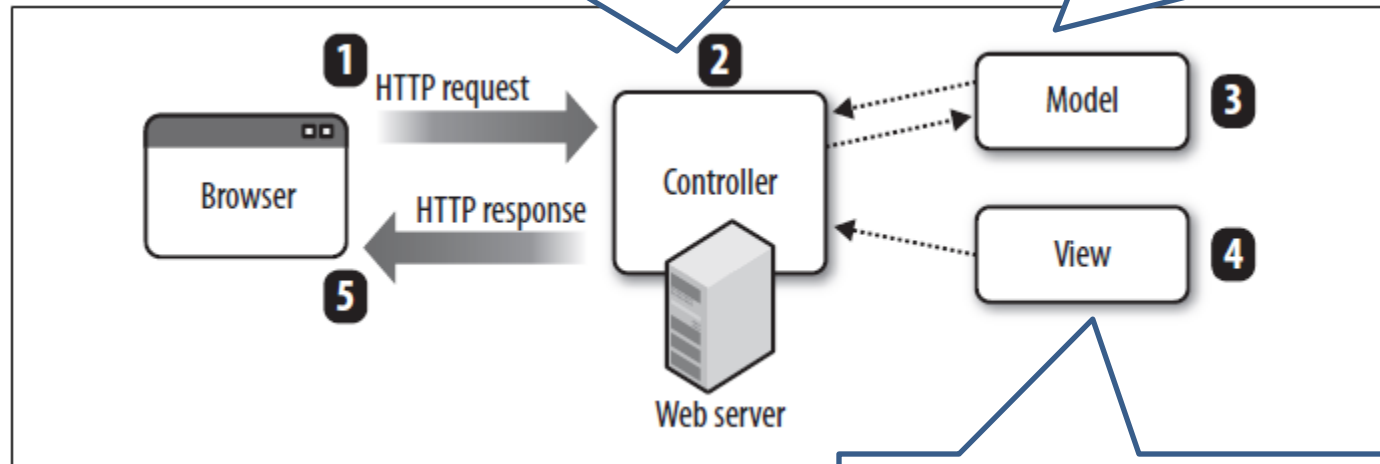 1
HTTP request
2
Model
3
Browser
Controller
HTTP response
View
4
5
Web server